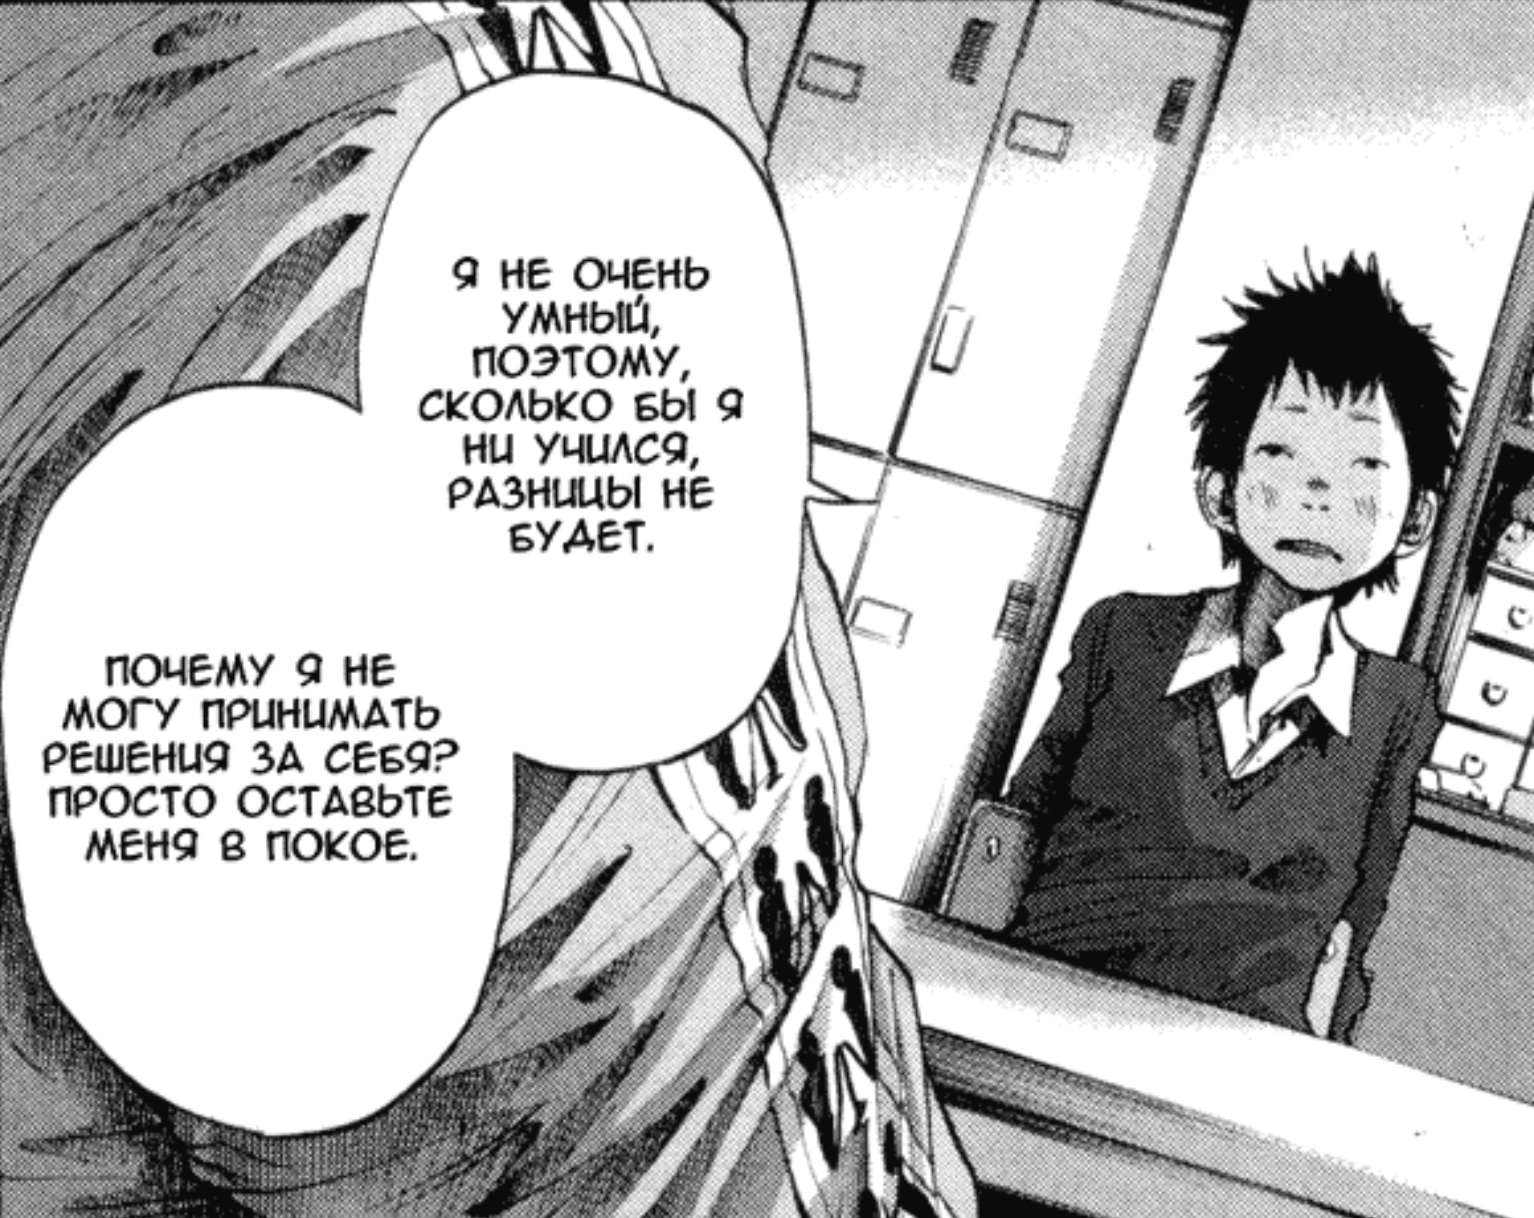 Я НЕ ОЧЕНЬ
УМНЫЙ,
ПОЭТОМУ,
СКОЛЬКО БЫ Я
НИ УЧИЛСЯ,
РАЗНИЦЫ НЕ
БУДЕТ.
ПОЧЕМУ Я НЕ
МОГУ ПРИНИМАТЬ
РЕШЕНИЯ ЗА СЕБЯ?
ПРОСТО ОСТАВЬТЕ
МЕНЯ В ПОКОЕ.